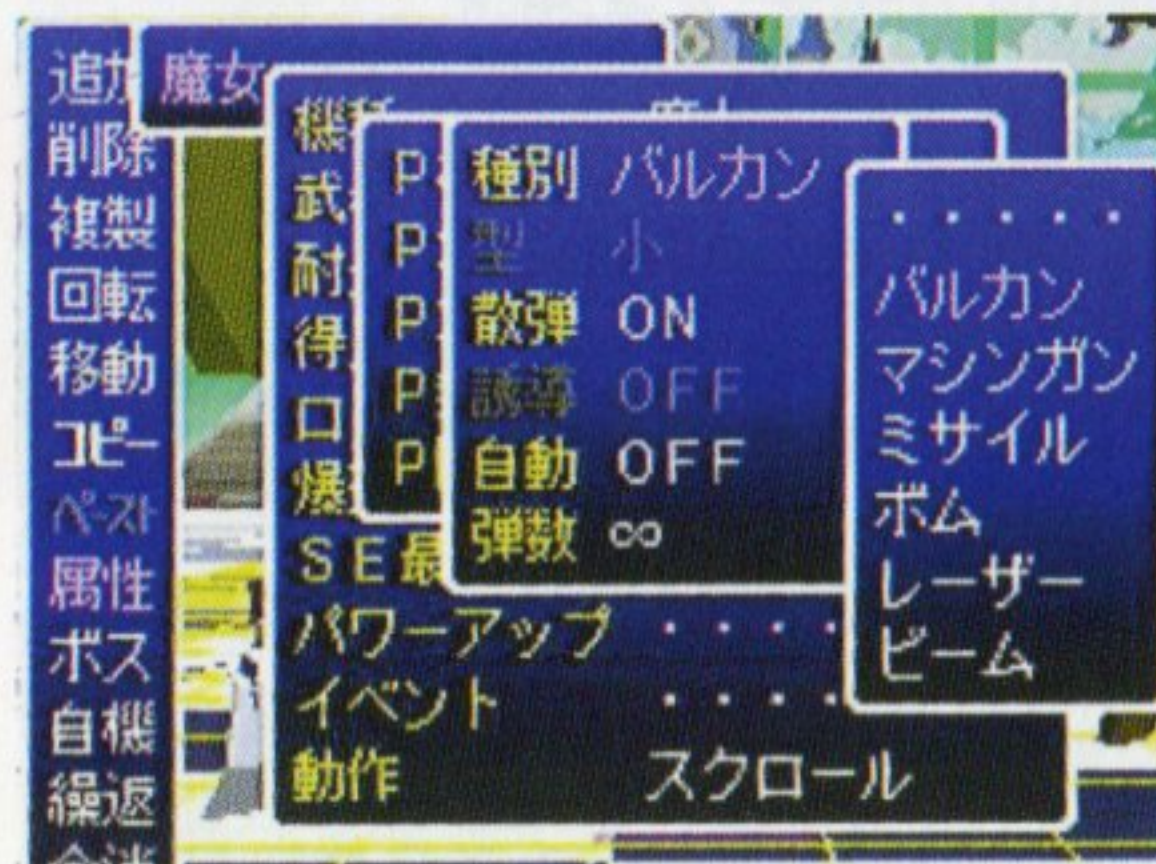 追加
削除
複製
回転
移動
コピー
ペースト
属性
ボス
自機
繰返
魔女
機種
武
耐
得
口
爆
SE最
パワーアップ ・・・・
イベント ・・・・
動作 スクロール
P
P
P
P
P
種別 バルカン
型 小
散弾 ON
誘導 OFF
自動 OFF
弾数 ∞
・・・・・
バルカン
マシンガン
ミサイル
ボム
レーザー
ビーム